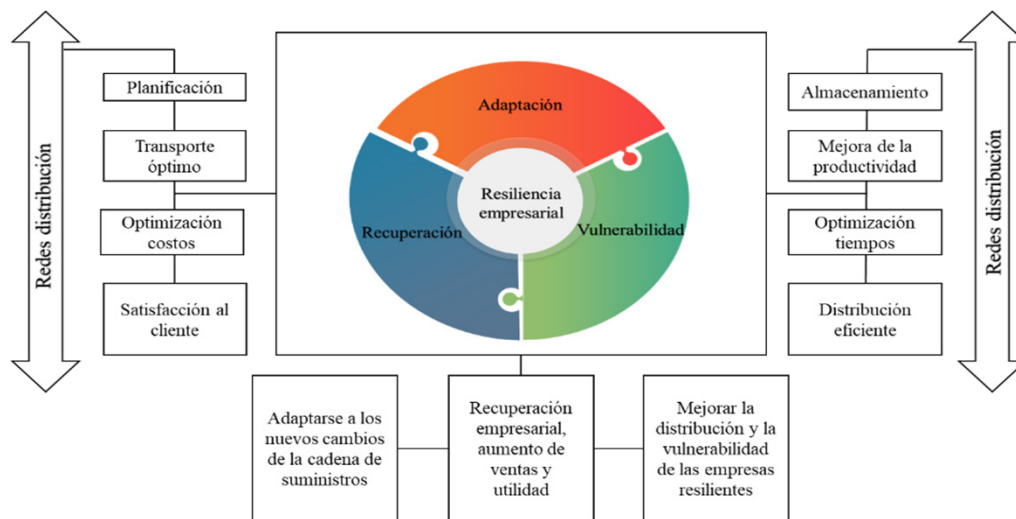 Redes distribución
Planificación
Transporte
óptimo
Optimización
costos
Satisfacción al
cliente
Adaptación
Resiliencia
empresarial
Recuperación
Vulnerabilidad
Almacenamiento
Mejora de la
productividad
Optimización
tiempos
Distribución
eficiente
Redes distribución
Adaptarse a los
nuevos cambios
de la cadena de
suministros
Recuperación
empresarial,
aumento de
ventas y
utilidad
Mejorar la
distribución y la
vulnerabilidad
de las empresas
resilientes